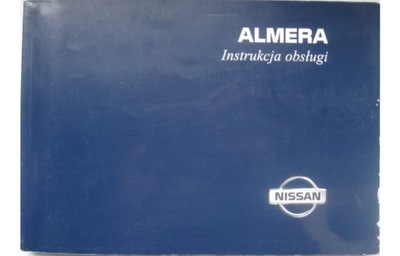 ALMERA
Instrukcja obsługi
NISSAN